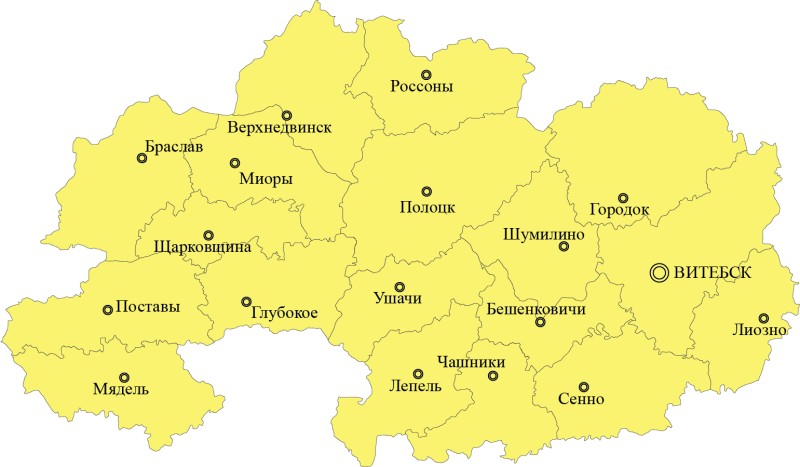 Россоны
Верхнедвинск
Браслав
Миоры
Полоцк
Городок
Шумилино
Щарковщина
ВИТЕБСК
Поставы
Глубокое
Ушачи
Бешенковичи
Лиозно
Чашники
Мядель
Лепель
Сенно